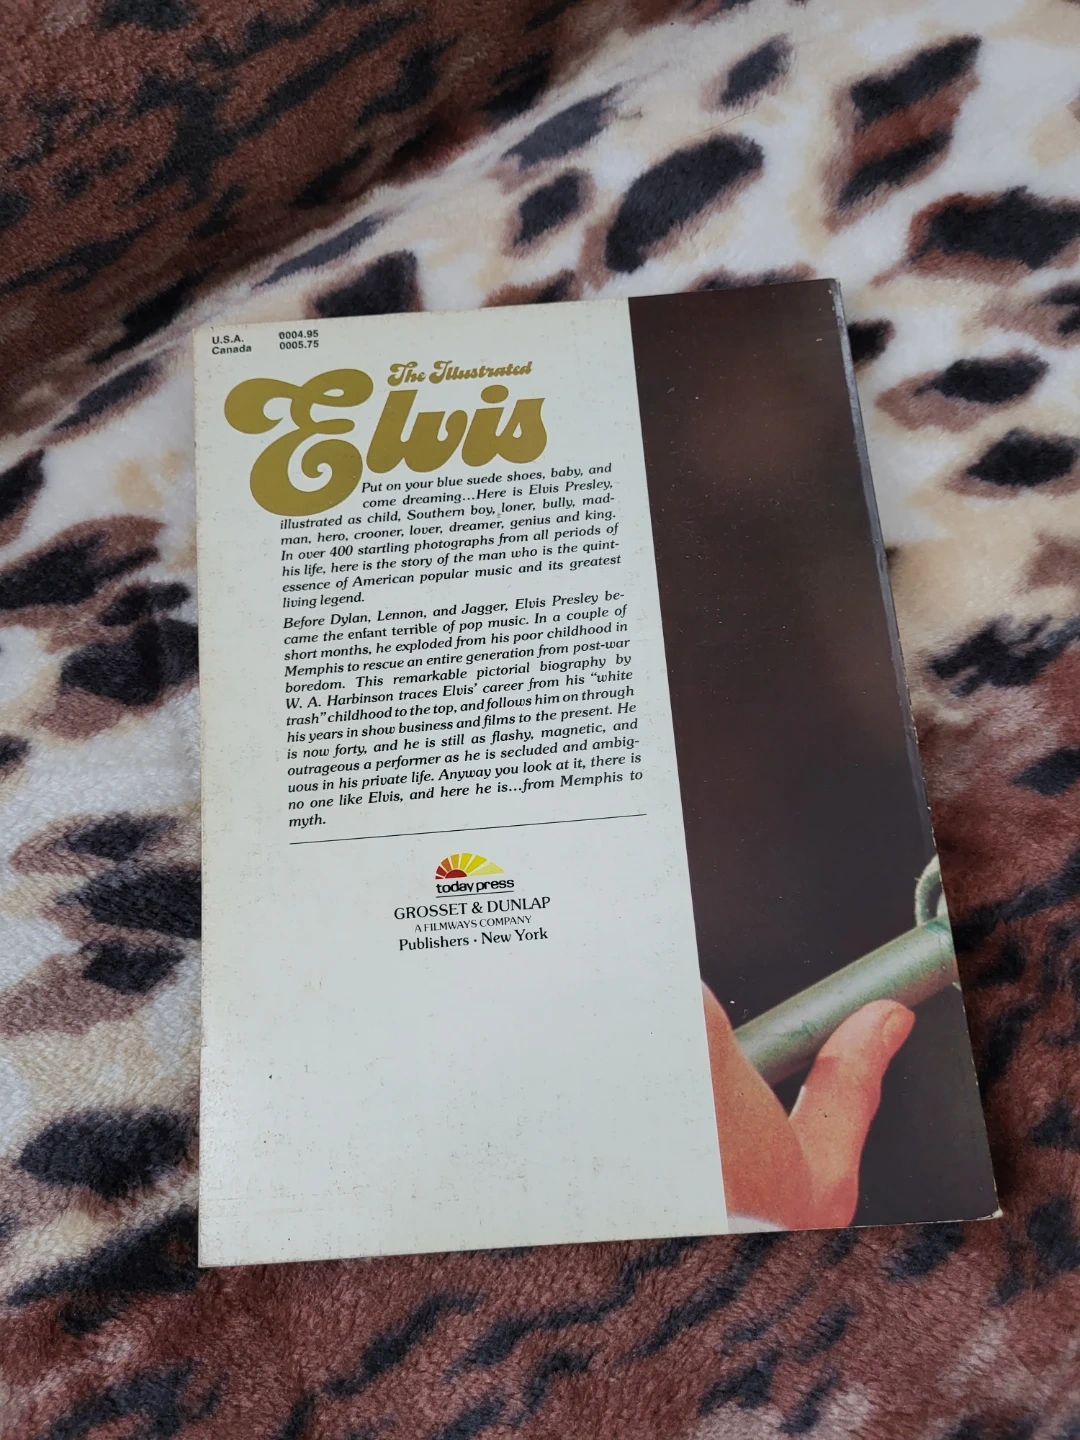 U.S.A. 0004.95
Canada 0005.75
The Illustrated
Elvis
Put on your blue suede shoes, baby, and
come dreaming...Here is Elvis Presley,
illustrated as child, Southern boy, loner, bully, mad-
man, hero, crooner, lover, dreamer, genius and king.
In over 400 startling photographs from all periods of
his life, here is the story of the man who is the quint-
essence of American popular music and its greatest
living legend.
Before Dylan, Lennon, and Jagger, Elvis Presley be-
came the enfant terrible of pop music. In a couple of
short months, he exploded from his poor childhood in
Memphis to rescue an entire generation from post-war
boredom. This remarkable pictorial biography by
W. A. Harbinson traces Elvis' career from his "white
trash" childhood to the top, and follows him on through
his years in show business and films to the present. He
is now forty, and he is still as flashy, magnetic, and
outrageous a performer as he is secluded and ambig-
uous in his private life. Anyway you look at it, there is
no one like Elvis, and here he is...from Memphis to
myth.
today press
GROSSET & DUNLAP
A FILMWAYS COMPANY
Publishers · New York